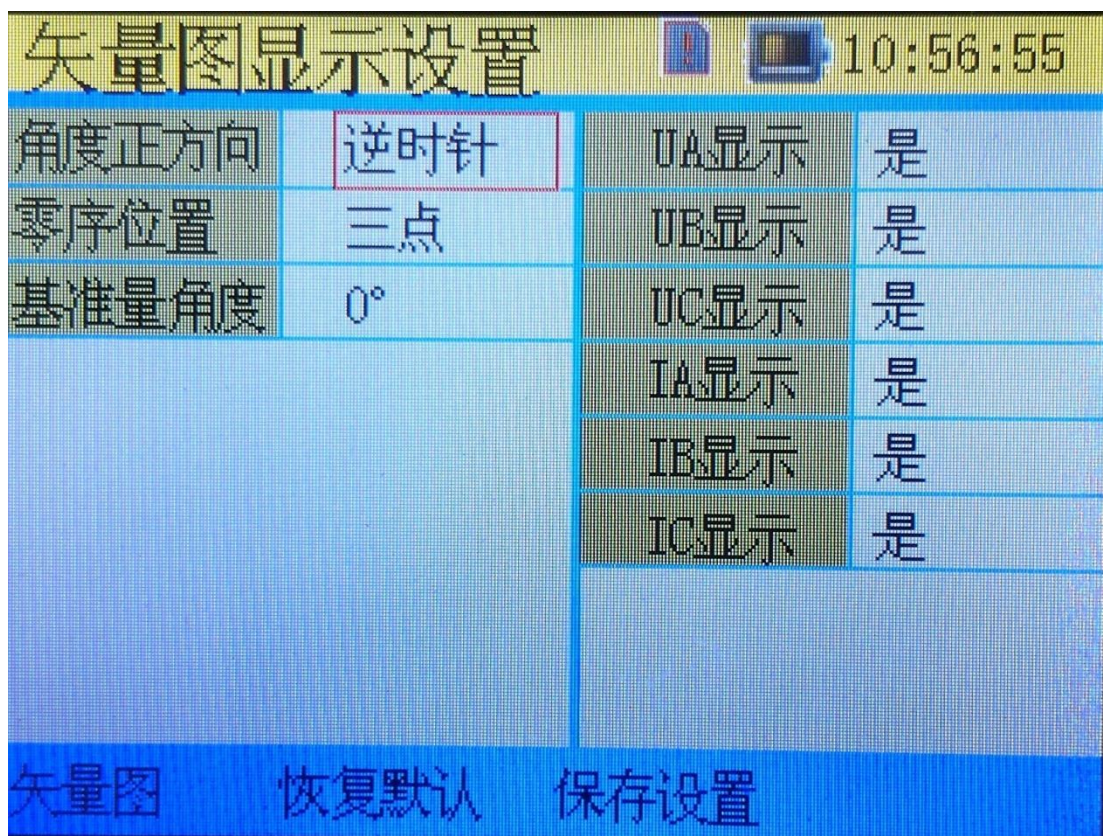 矢量图显示设置 10:56:55
角度正方向 逆时针 UA显示 是
零序位置 三点 UB显示 是
基准量角度 0° UC显示 是
IA显示 是
IB显示 是
IC显示 是
矢量图 恢复默认 保存设置